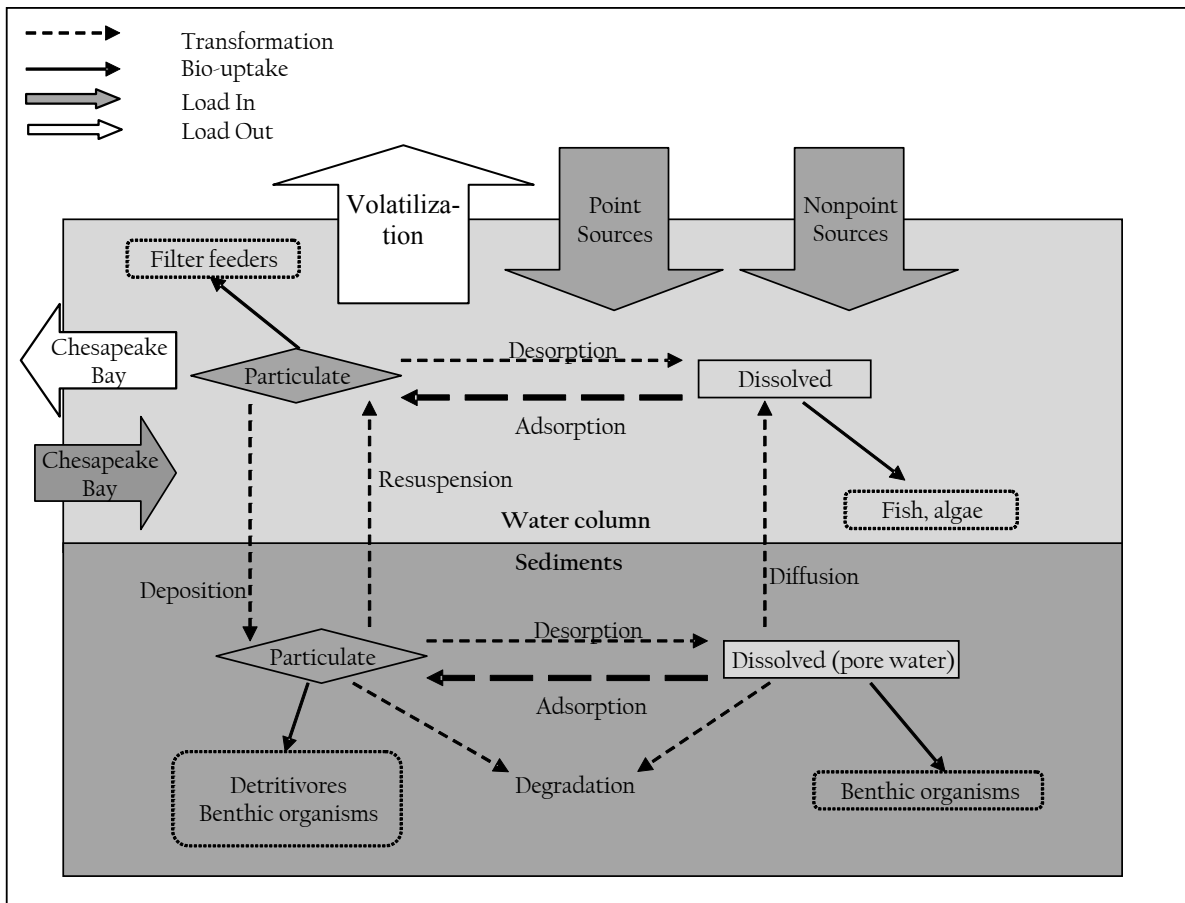 Transformation
Bio-uptake
Load In
Load Out
Volatiliza-
tion
Point
Sources
Nonpoint
Sources
Filter feeders
Chesapeake
Bay
Particulate
Desorption
Dissolved
Adsorption
Chesapeake
Bay
Resuspension
Fish, algae
Water column
Sediments
Deposition
Diffusion
Particulate
Desorption
Dissolved (pore water)
Adsorption
Detritivores
Benthic organisms
Degradation
Benthic organisms